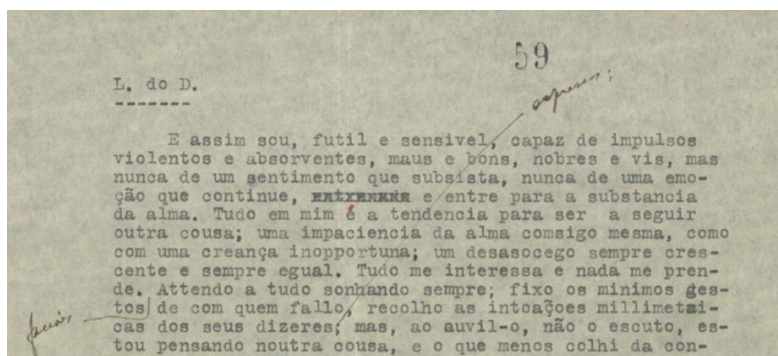 59
L. do D.
expressos;
E assim sou, futil e sensivel, capaz de impulsos
violentos e absorventes, maus e bons, nobres e vis, mas
nunca de um sentimento que subsista, nunca de uma emo-
ção que continue, e entre para a substancia
da alma. Tudo em mim é a tendencia para ser a seguir
outra cousa; uma impaciencia da alma comsigo mesma, como
com uma creança inopportuna; um desasocego sempre cres-
cente e sempre egual. Tudo me interessa e nada me pren-
de. Attendo a tudo sonhando sempre; fixo os minimos ges-
tos de com quem fallo, recolho as intoações millimetri-
cas dos seus dizeres; mas, ao auvil-o, não o escuto, es-
tou pensando noutra cousa, e o que menos colhi da con-